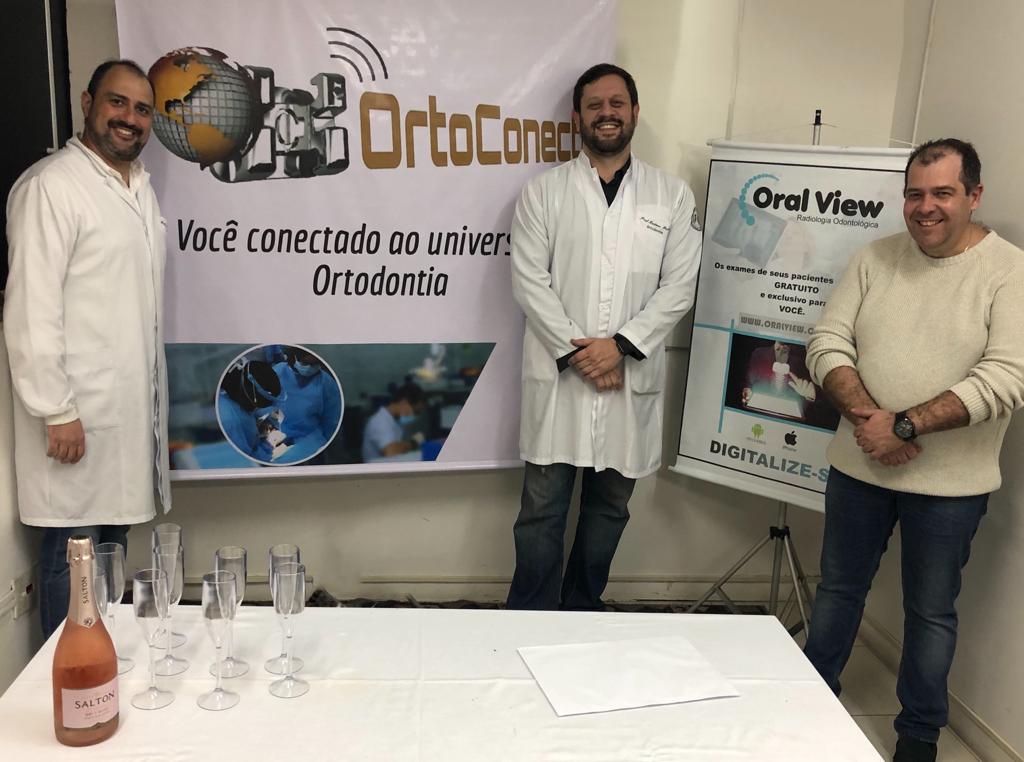 OrtoConect
Você conectado ao univers
Ortodontia
Oral View
Radiologia Odontológica
Os exames de seus pacientes
GRATUITO
e exclusivo para
VOCÊ.
WWW.ORALVIEW.C
DIGITALIZE-S
SALTON
SALTON